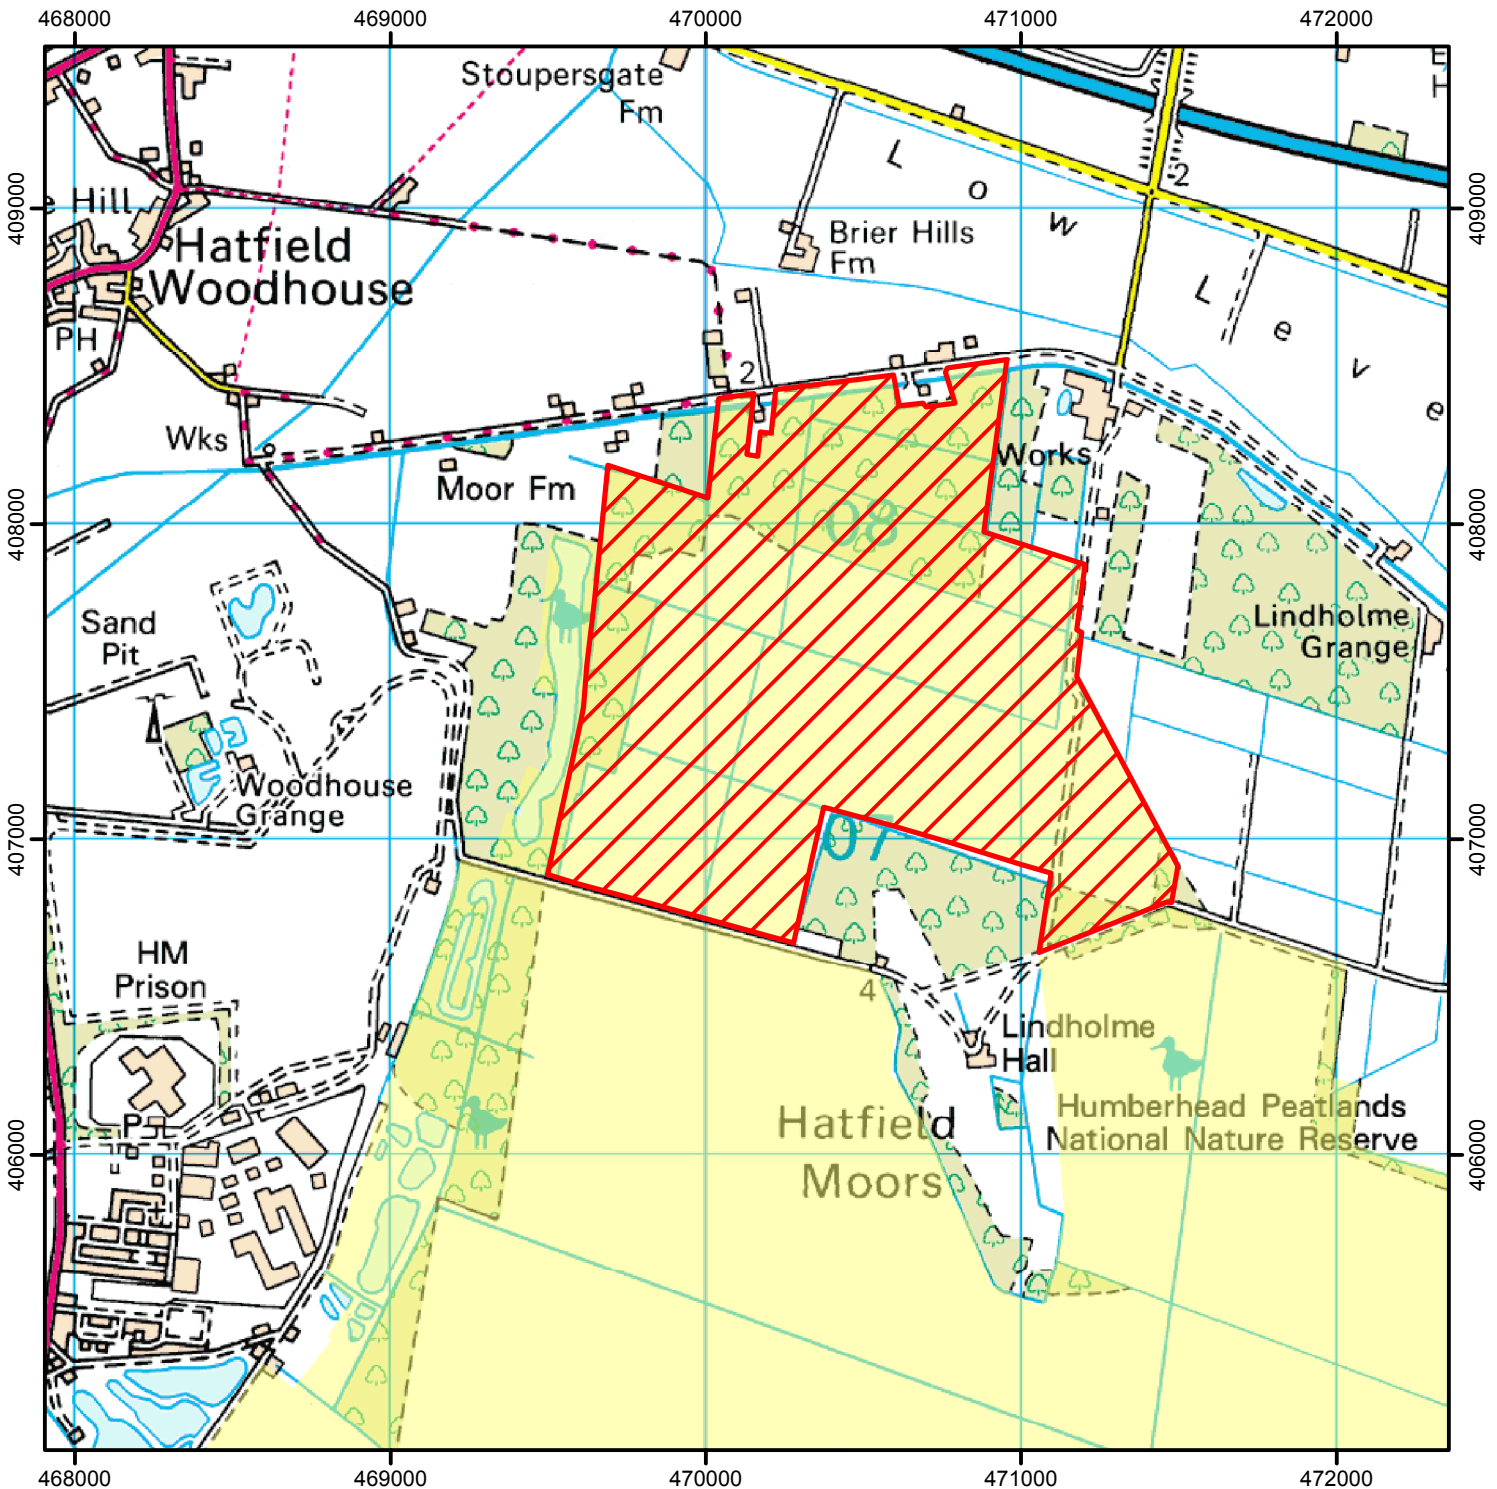 468000 469000 470000 471000 472000
Stoupersgate
Fm
E
H
L o w
2
409000
409000
Hill
Hatfield
Woodhouse
Brier Hills
Fm
L e v e
PH
2
Wks
Works
Moor Fm
408000
08
408000
Sand
Pit
Lindholme
Grange
Woodhouse
Grange
407000
07
407000
HM
Prison
4
Lindholme
Hall
P
Hatfield
Moors
Humberhead Peatlands
National Nature Reserve
406000
406000
468000 469000 470000 471000 472000